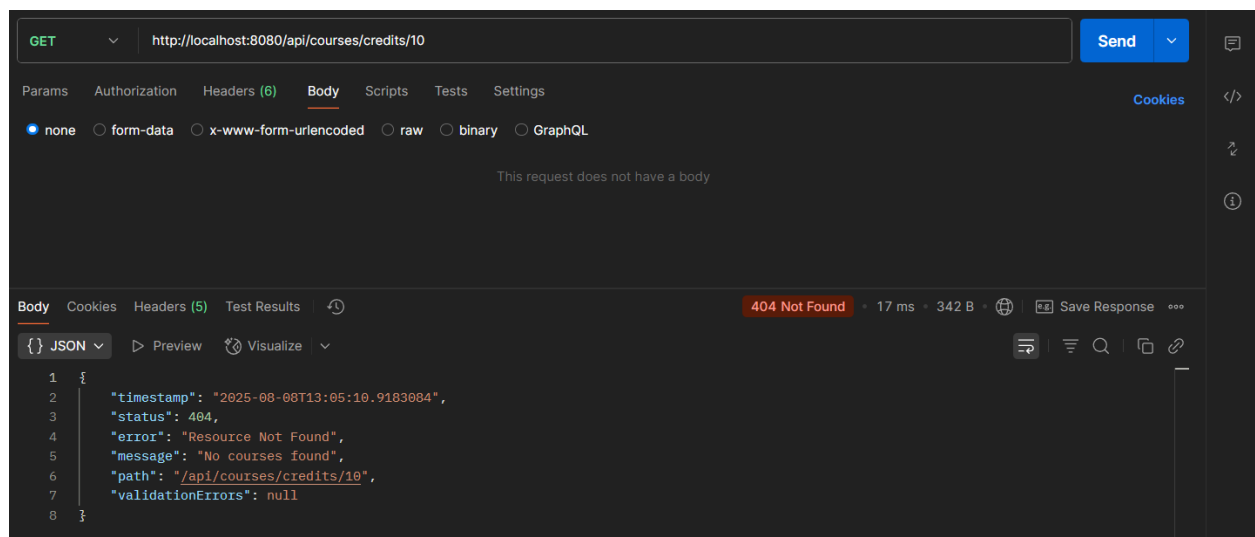 GET http://localhost:8080/api/courses/credits/10 Send
Params Authorization Headers (6) Body Scripts Tests Settings Cookies
none form-data x-www-form-urlencoded raw binary GraphQL
This request does not have a body
Body Cookies Headers (5) Test Results 404 Not Found 17 ms 342 B e.g. Save Response
{} JSON Preview Visualize
1 {
2 "timestamp": "2025-08-08T13:05:10.9183084",
3 "status": 404,
4 "error": "Resource Not Found",
5 "message": "No courses found",
6 "path": "/api/courses/credits/10",
7 "validationErrors": null
8 }